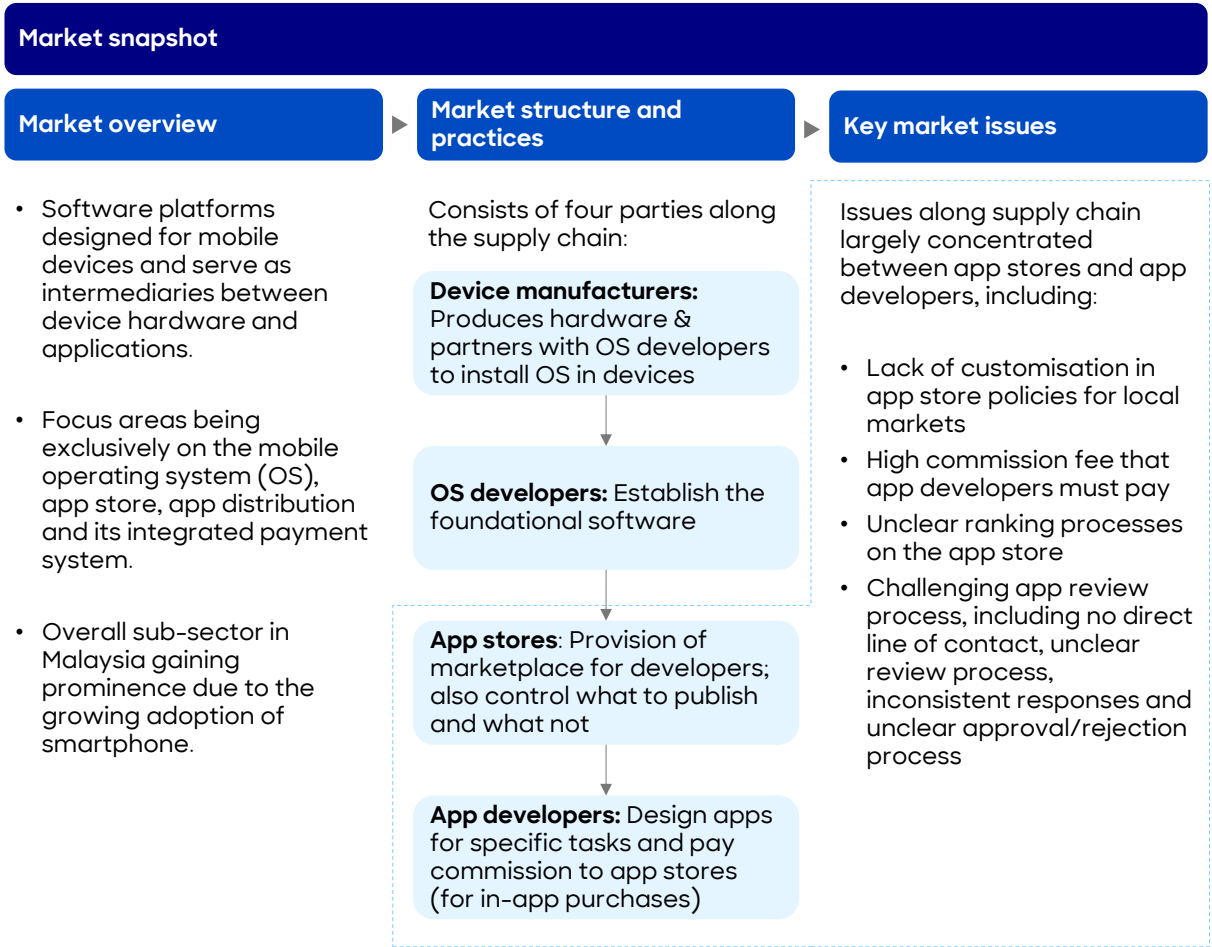 Market snapshot
Market overview
Market structure and
practices
Key market issues
• Software platforms
designed for mobile
devices and serve as
intermediaries between
device hardware and
applications.
• Focus areas being
exclusively on the mobile
operating system (OS),
app store, app distribution
and its integrated payment
system.
• Overall sub-sector in
Malaysia gaining
prominence due to the
growing adoption of
smartphone.
Consists of four parties along
the supply chain:
Device manufacturers:
Produces hardware &
partners with OS developers
to install OS in devices
OS developers: Establish the
foundational software
App stores: Provision of
marketplace for developers;
also control what to publish
and what not
App developers: Design apps
for specific tasks and pay
commission to app stores
(for in-app purchases)
Issues along supply chain
largely concentrated
between app stores and app
developers, including:
• Lack of customisation in
app store policies for local
markets
• High commission fee that
app developers must pay
• Unclear ranking processes
on the app store
• Challenging app review
process, including no direct
line of contact, unclear
review process,
inconsistent responses and
unclear approval/rejection
process